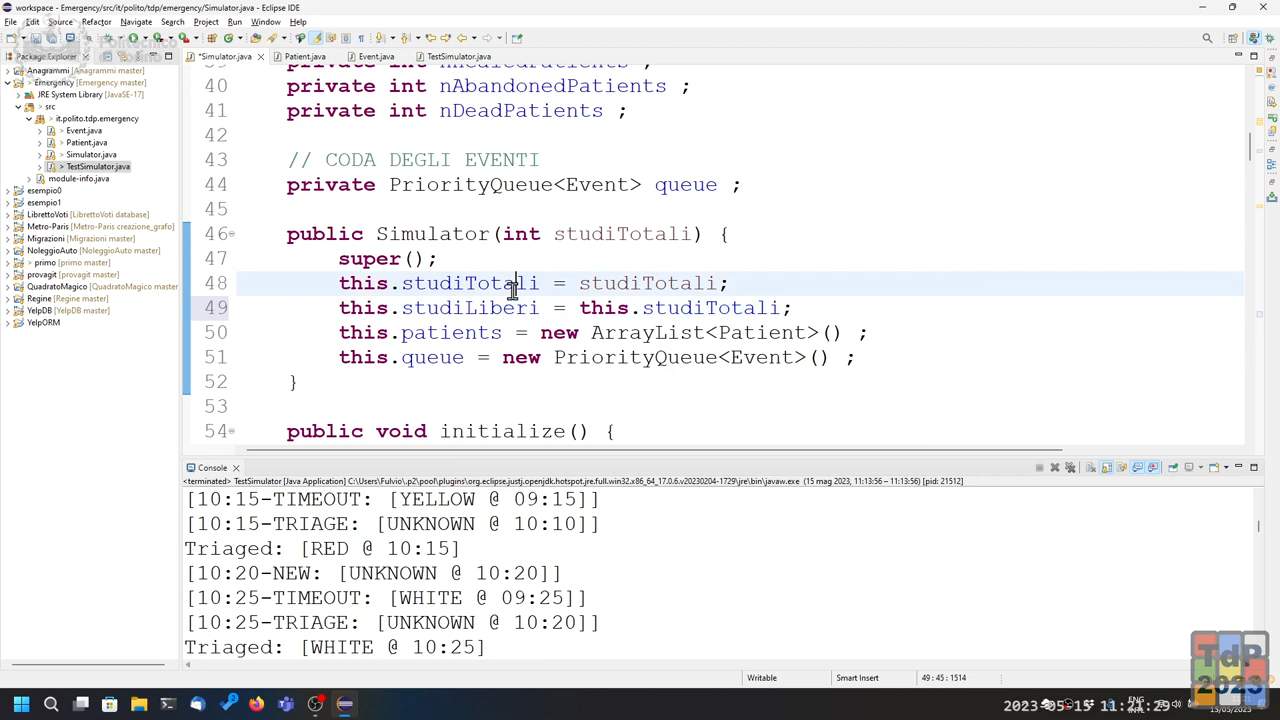 workspace - Emergency/src/it/polito/tdp/emergency/Simulator.java - Eclipse IDE
File Edit Source Refactor Navigate Search Project Run Window Help
Package Explorer
*Simulator.java Patient.java Event.java TestSimulator.java
Anagrammi [Anagrammi master]
Emergency [Emergency master]
JRE System Library [JavaSE-17]
src
it.polito.tdp.emergency
Event.java
Patient.java
Simulator.java
TestSimulator.java
module-info.java
esempio0
esempio1
LibrettoVoti [LibrettoVoti database]
Metro-Paris [Metro-Paris creazione_grafo]
Migrazioni [Migrazioni master]
NoleggioAuto [NoleggioAuto master]
primo [primo master]
provagit [provagit master]
QuadratoMagico [QuadratoMagico master]
Regine [Regine master]
YelpDB
YelpORM
40 private int nAbandonedPatients ;
41 private int nDeadPatients ;
42
43 // CODA DEGLI EVENTI
44 private PriorityQueue<Event> queue ;
45
46 public Simulator(int studiTotali) {
47 super();
48 this.studiTotali = studiTotali;
49 this.studiLiberi = this.studiTotali;
50 this.patients = new ArrayList<Patient>() ;
51 this.queue = new PriorityQueue<Event>() ;
52 }
53
54 public void initialize() {
Console
<terminated> TestSimulator [Java Application] C:\Users\Fulvio\.p2\pool\plugins\org.eclipse.justj.openjdk.hotspot.jre.full.win32.x86_64_17.0.6.v20230204-1729\jre\bin\javaw.exe (15 mag 2023, 11:13:56 – 11:13:56) [pid: 21512]
[10:15-TIMEOUT: [YELLOW @ 09:15]]
[10:15-TRIAGE: [UNKNOWN @ 10:10]]
Triaged: [RED @ 10:15]
[10:20-NEW: [UNKNOWN @ 10:20]]
[10:25-TIMEOUT: [WHITE @ 09:25]]
[10:25-TRIAGE: [UNKNOWN @ 10:20]]
Triaged: [WHITE @ 10:25]
Writable Smart Insert 49 : 45 : 1514
TdP
2023
ENG